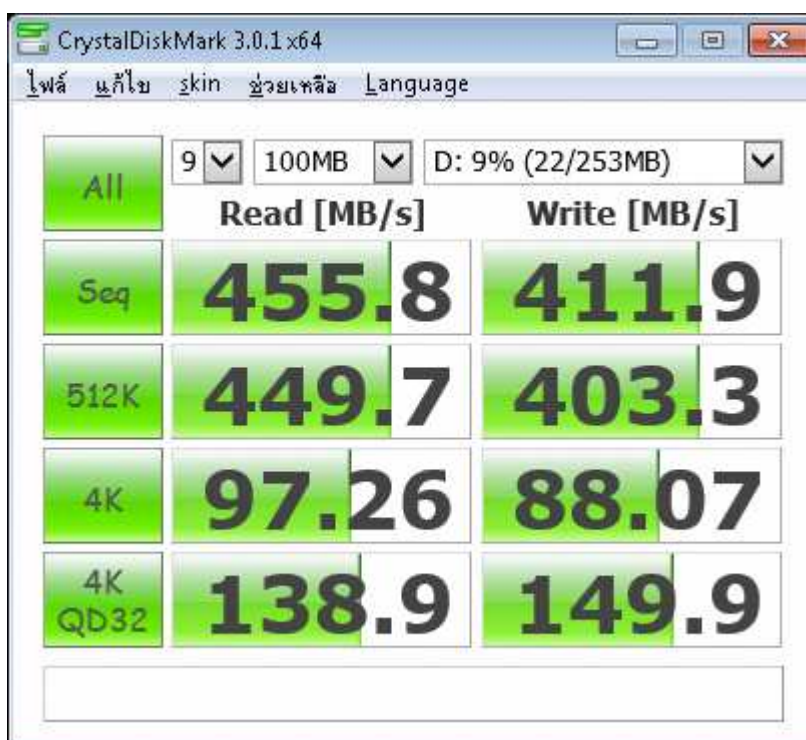 CrystalDiskMark 3.0.1 x64
ไฟล์ แก้ไข skin ช่วยเหลือ Language
All 9 100MB D: 9% (22/253MB)
Read [MB/s] Write [MB/s]
Seq 455.8 411.9
512K 449.7 403.3
4K 97.26 88.07
4K QD32 138.9 149.9